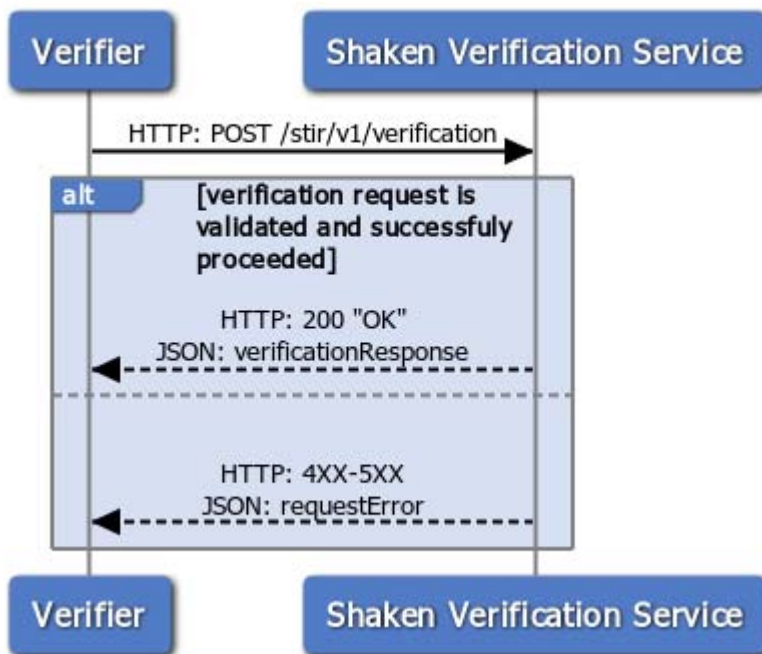 Verifier
Shaken Verification Service
HTTP: POST /stir/v1/verification
alt
[verification request is
validated and successfuly
proceeded]
HTTP: 200 "OK"
JSON: verificationResponse
HTTP: 4XX-5XX
JSON: requestError
Verifier
Shaken Verification Service